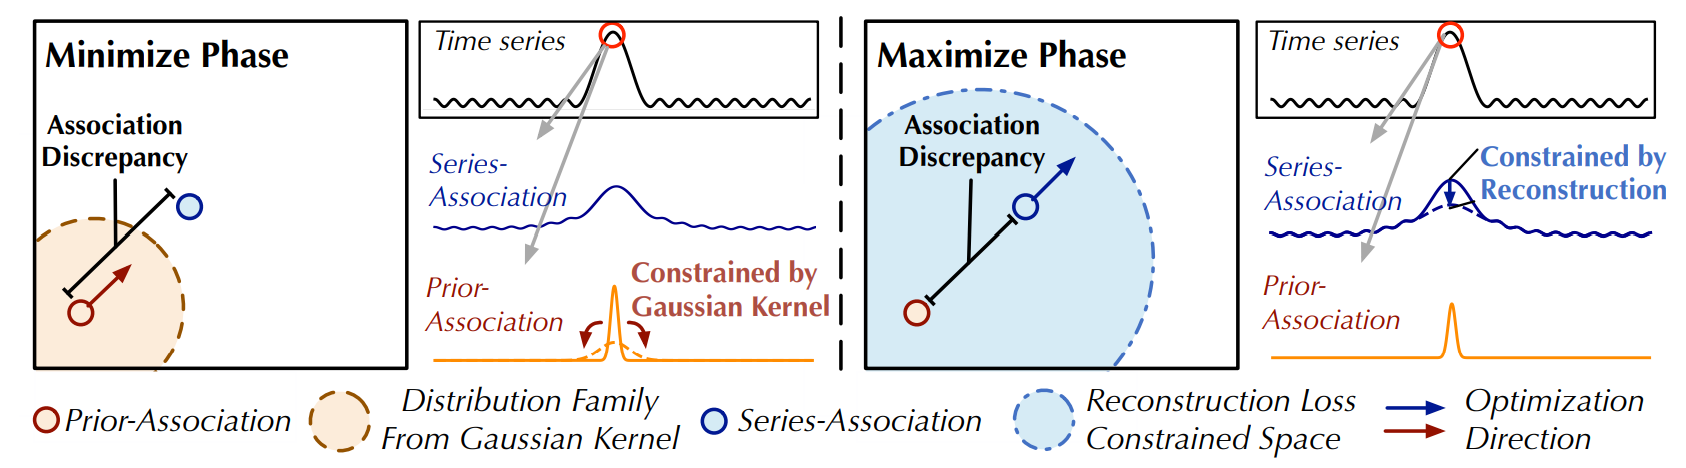 Minimize Phase
Association
Discrepancy
Time series
Series-
Association
Prior-
Association
Constrained by
Gaussian Kernel
Maximize Phase
Association
Discrepancy
Time series
Series-
Association
Constrained by
Reconstruction
Prior-
Association
Prior-Association
Distribution Family
From Gaussian Kernel
Series-Association
Reconstruction Loss
Constrained Space
Optimization
Direction